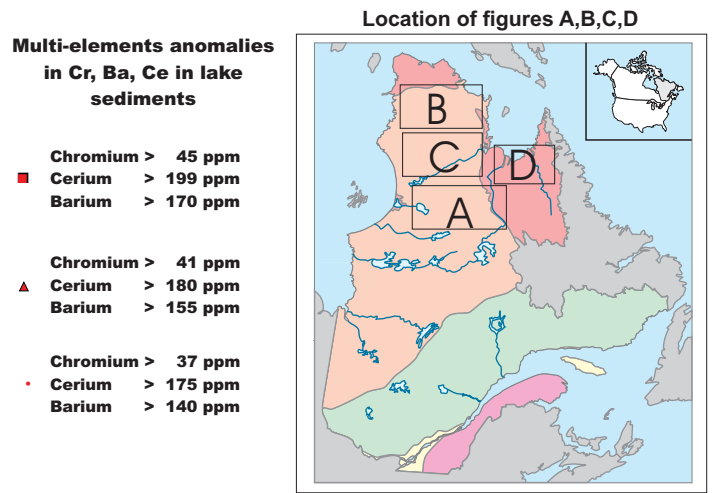 Location of figures A,B,C,D
Multi-elements anomalies
in Cr, Ba, Ce in lake
sediments
Chromium > 45 ppm
Cerium > 199 ppm
Barium > 170 ppm
Chromium > 41 ppm
Cerium > 180 ppm
Barium > 155 ppm
Chromium > 37 ppm
Cerium > 175 ppm
Barium > 140 ppm
B
C
D
A